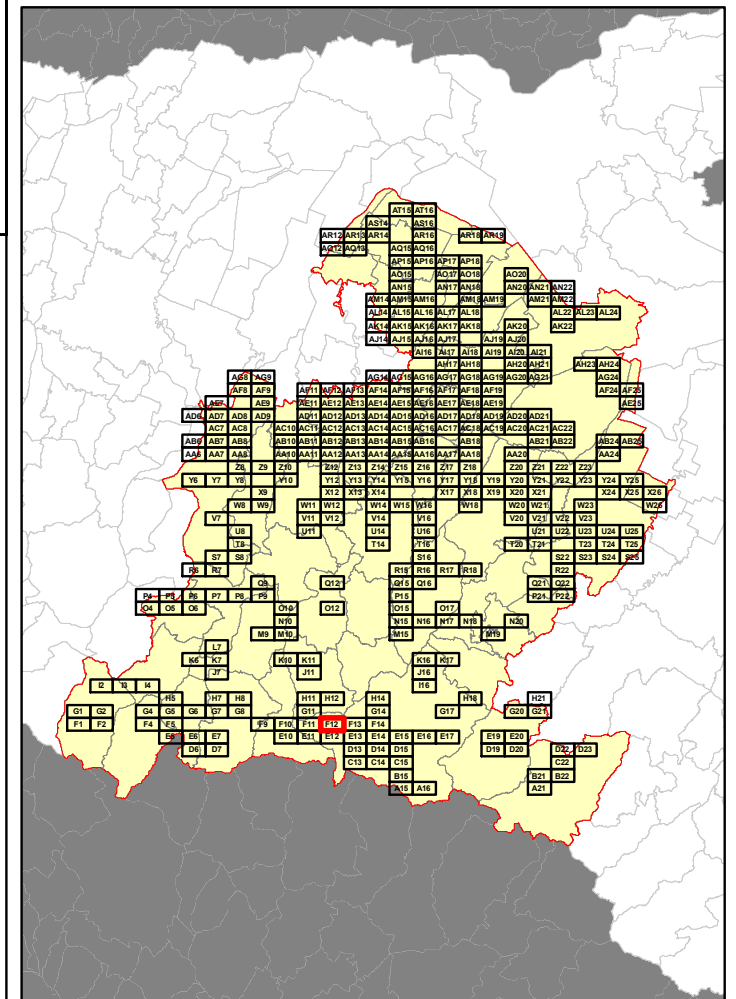 AT15 AT16
AS14 AS16
AR12 AR13 AR14 AR16 AR18 AR19
AQ12 AQ13 AQ15 AQ16
AP15 AP16 AP17 AP18
AO15 AO17 AO18 AO20
AN15 AN17 AN18 AN20 AN21 AN22
AM14 AM15 AM16 AM18 AM19 AM21 AM22
AL14 AL15 AL16 AL17 AL18 AL22 AL23 AL24
AK14 AK15 AK16 AK17 AK18 AK20 AK22
AJ14 AJ15 AJ16 AJ17 AJ19 AJ20
AI16 AI17 AI18 AI19 AI20 AI21
AH17 AH18 AH20 AH21 AH23 AH24
AG8 AG9 AG14 AG15 AG16 AG17 AG18 AG19 AG20 AG21 AG24
AF8 AF9 AF11 AF12 AF13 AF14 AF15 AF16 AF17 AF18 AF19 AF24 AF25
AE7 AE9 AE11 AE12 AE13 AE14 AE15 AE16 AE17 AE18 AE19 AE25
AD6 AD7 AD8 AD9 AD11 AD12 AD13 AD14 AD15 AD16 AD17 AD18 AD19 AD20 AD21
AC7 AC8 AC10 AC11 AC12 AC13 AC14 AC15 AC16 AC17 AC18 AC19 AC20 AC21 AC22
AB6 AB7 AB8 AB10 AB11 AB12 AB13 AB14 AB15 AB16 AB18 AB21 AB22 AB24 AB25
AA6 AA7 AA8 AA10 AA11 AA12 AA13 AA14 AA15 AA16 AA17 AA18 AA20 AA24
Z8 Z9 Z10 Z12 Z13 Z14 Z15 Z16 Z17 Z18 Z20 Z21 Z22 Z23
Y6 Y7 Y8 Y10 Y12 Y13 Y14 Y15 Y16 Y17 Y18 Y19 Y20 Y21 Y22 Y23 Y24 Y25
X9 X12 X13 X14 X17 X18 X19 X20 X21 X24 X25 X26
W8 W9 W11 W12 W14 W15 W16 W18 W20 W21 W23 W26
V7 V11 V12 V14 V16 V20 V21 V22 V23
U8 U11 U14 U16 U21 U22 U23 U24 U25
T8 T14 T16 T20 T21 T23 T24 T25
S7 S8 S16 S22 S23 S24 S25
R6 R7 R15 R16 R17 R18 R22
Q9 Q12 Q15 Q16 Q21 Q22
P4 P5 P6 P7 P8 P9 P15 P21 P22
O4 O5 O6 O10 O12 O15 O17
N10 N15 N16 N17 N18 N20
M9 M10 M15 M19
L7
K6 K7 K10 K11 K16 K17
J7 J11 J16
I2 I3 I4 I16
H5 H7 H8 H11 H12 H14 H18 H21
G1 G2 G4 G5 G6 G7 G8 G11 G14 G17 G20 G21
F1 F2 F4 F5 F9 F10 F11 F12 F13 F14
E5 E6 E7 E10 E11 E12 E13 E14 E15 E16 E17 E19 E20
D6 D7 D13 D14 D15 D19 D20 D22 D23
C13 C14 C15 C22
B15 B21 B22
A15 A16 A21